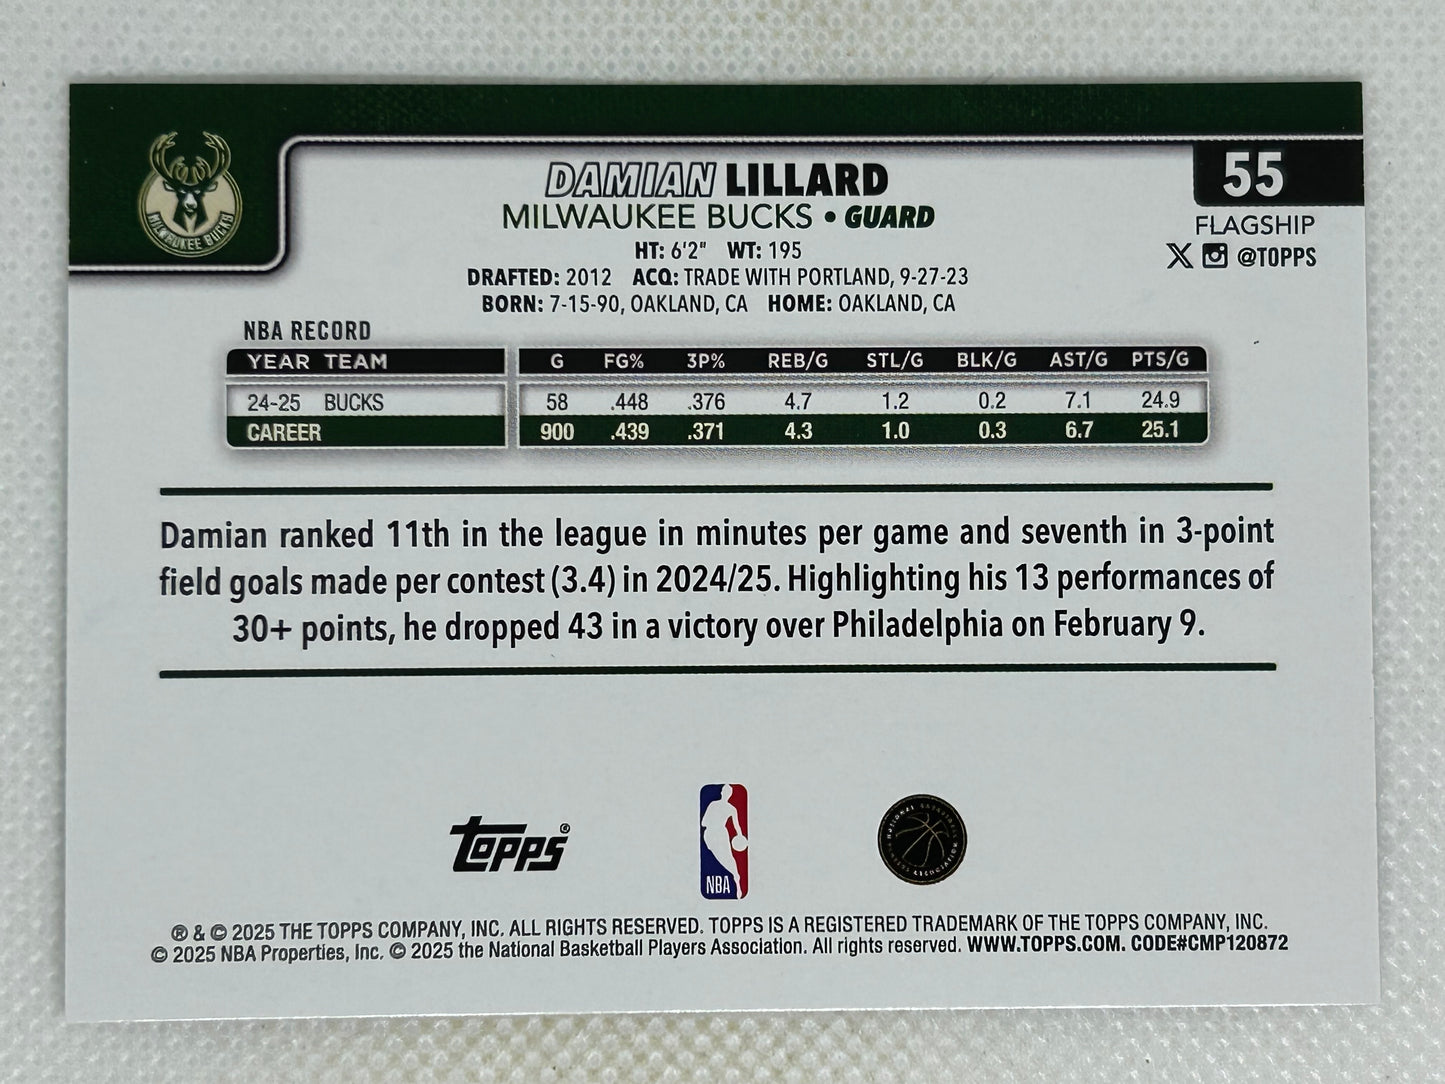 MILWAUKEE BUCKS
DAMIAN LILLARD
MILWAUKEE BUCKS • GUARD
HT: 6'2" WT: 195
DRAFTED: 2012 ACQ: TRADE WITH PORTLAND, 9-27-23
BORN: 7-15-90, OAKLAND, CA HOME: OAKLAND, CA
55
FLAGSHIP
@TOPPS
NBA RECORD
YEAR TEAM G FG% 3P% REB/G STL/G BLK/G AST/G PTS/G
24-25 BUCKS 58 .448 .376 4.7 1.2 0.2 7.1 24.9
CAREER 900 .439 .371 4.3 1.0 0.3 6.7 25.1
Damian ranked 11th in the league in minutes per game and seventh in 3-point
field goals made per contest (3.4) in 2024/25. Highlighting his 13 performances of
30+ points, he dropped 43 in a victory over Philadelphia on February 9.
Topps®
NBA
NATIONAL BASKETBALL PLAYERS ASSOCIATION
® & © 2025 THE TOPPS COMPANY, INC. ALL RIGHTS RESERVED. TOPPS IS A REGISTERED TRADEMARK OF THE TOPPS COMPANY, INC.
© 2025 NBA Properties, Inc. © 2025 the National Basketball Players Association. All rights reserved. WWW.TOPPS.COM. CODE#CMP120872